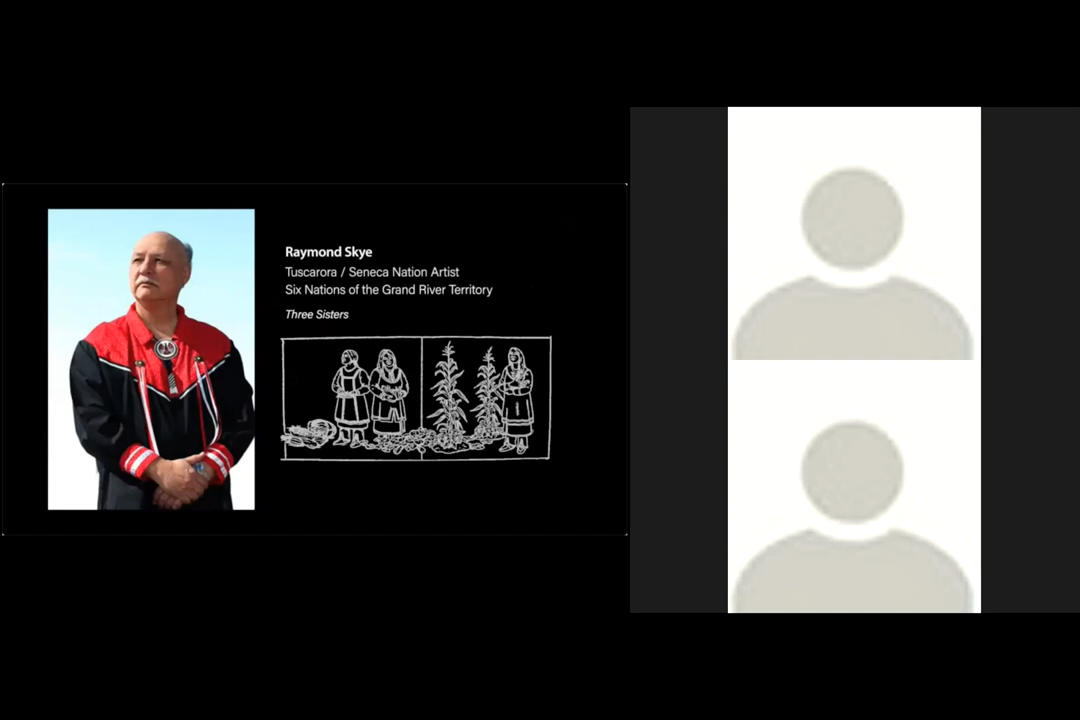 Raymond Skye
Tuscarora / Seneca Nation Artist
Six Nations of the Grand River Territory
Three Sisters